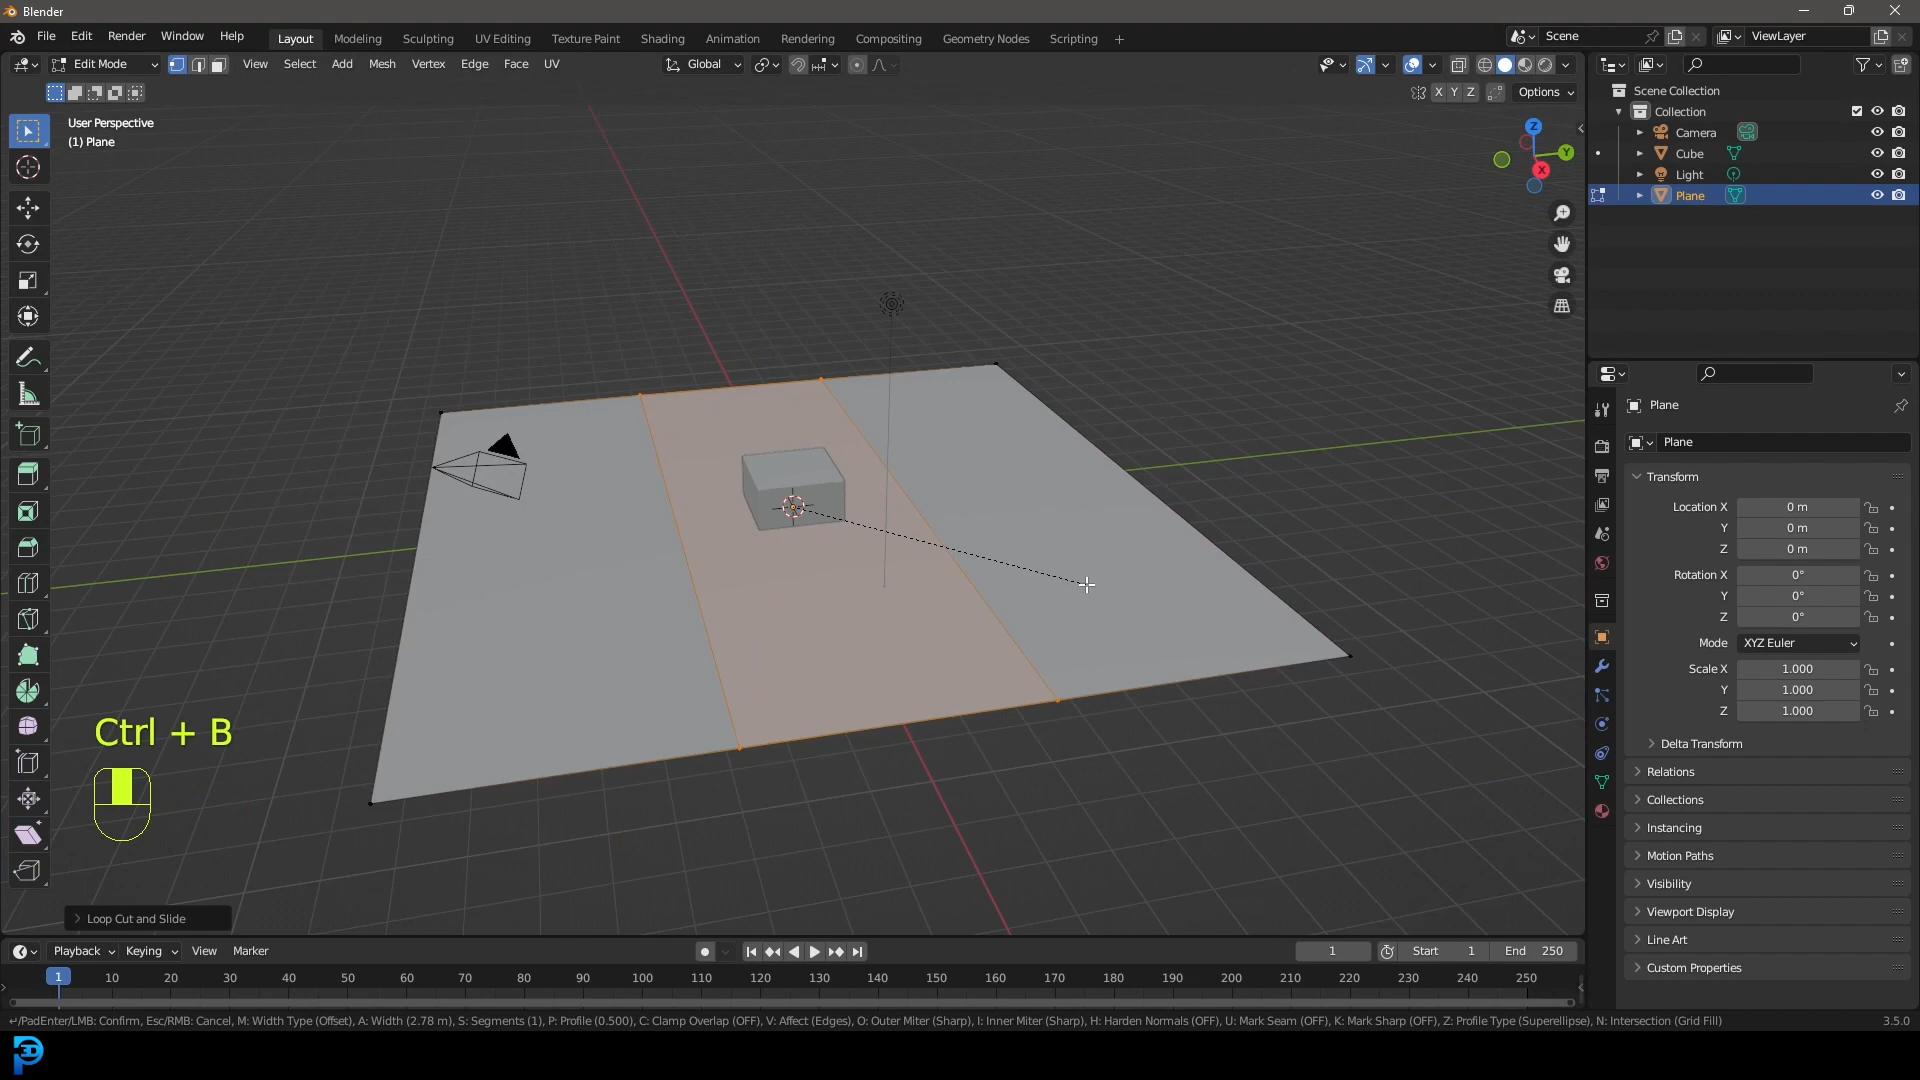 Blender
File Edit Render Window Help Layout Modeling Sculpting UV Editing Texture Paint Shading Animation Rendering Compositing Geometry Nodes Scripting + Scene ViewLayer
Edit Mode View Select Add Mesh Vertex Edge Face UV Global
X Y Z Options
User Perspective
(1) Plane
Z
Y
X
Scene Collection
Collection
Camera
Cube
Light
Plane
Plane
Plane
Transform
Location X 0 m
Y 0 m
Z 0 m
Rotation X 0°
Y 0°
Z 0°
Mode XYZ Euler
Scale X 1.000
Y 1.000
Z 1.000
Delta Transform
Relations
Collections
Instancing
Motion Paths
Visibility
Viewport Display
Line Art
Custom Properties
Ctrl + B
Loop Cut and Slide
Playback Keying View Marker 1 Start 1 End 250
1 10 20 30 40 50 60 70 80 90 100 110 120 130 140 150 160 170 180 190 200 210 220 230 240 250
↵/PadEnter/LMB: Confirm, Esc/RMB: Cancel, M: Width Type (Offset), A: Width (2.78 m), S: Segments (1), P: Profile (0.500), C: Clamp Overlap (OFF), V: Affect (Edges), O: Outer Miter (Sharp), I: Inner Miter (Sharp), H: Harden Normals (OFF), U: Mark Seam (OFF), K: Mark Sharp (OFF), Z: Profile Type (Superellipse), N: Intersection (Grid Fill) 3.5.0